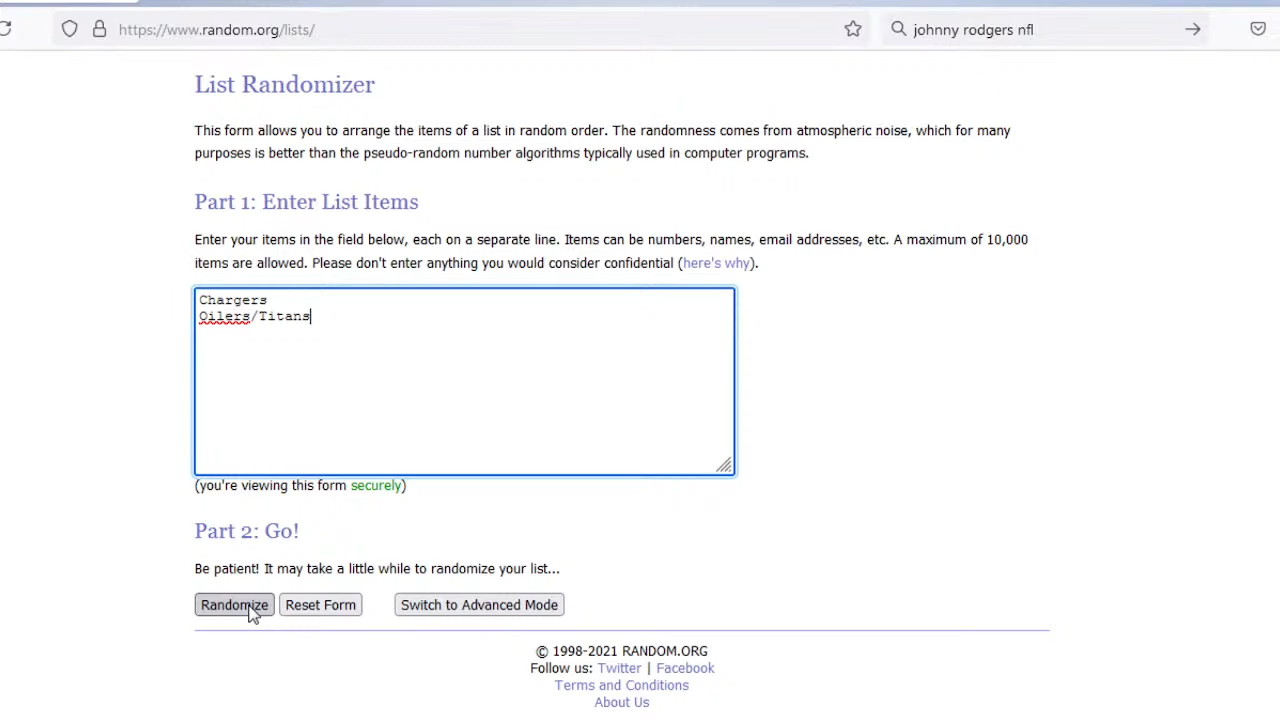 https://www.random.org/lists/
johnny rodgers nfl
List Randomizer
This form allows you to arrange the items of a list in random order. The randomness comes from atmospheric noise, which for many
purposes is better than the pseudo-random number algorithms typically used in computer programs.
Part 1: Enter List Items
Enter your items in the field below, each on a separate line. Items can be numbers, names, email addresses, etc. A maximum of 10,000
items are allowed. Please don't enter anything you would consider confidential (here's why).
Chargers
Oilers/Titans
(you're viewing this form securely)
Part 2: Go!
Be patient! It may take a little while to randomize your list...
Randomize Reset Form Switch to Advanced Mode
© 1998-2021 RANDOM.ORG
Follow us: Twitter | Facebook
Terms and Conditions
About Us